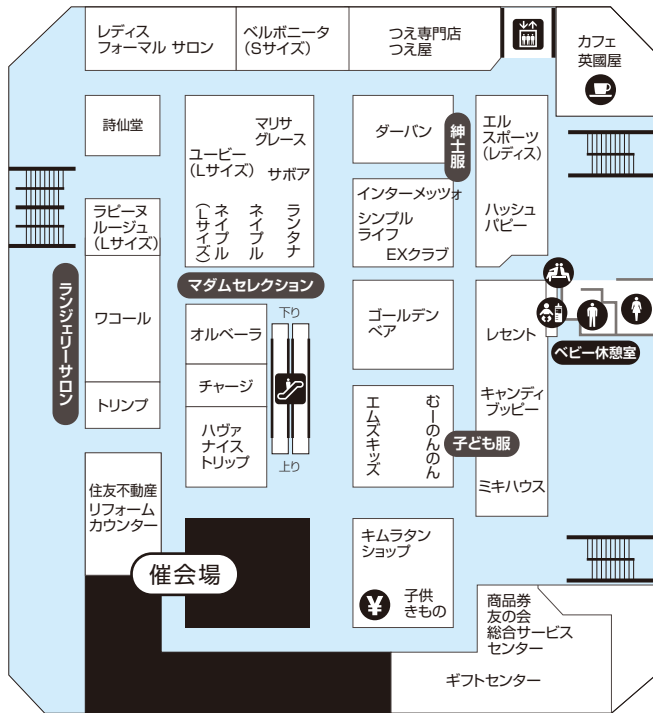 レディス
フォーマル サロン
ベルボニータ
(Sサイズ)
つえ専門店
つえ屋
カフェ
英國屋
詩仙堂
マリサ
グレース
ユービー
(Lサイズ)
サボア
ネイブル
(Lサイズ)
ネイブル
ランタナ
マダムセレクション
ダーバン
紳士服
エル
スポーツ
(レディス)
インターメッツォ
シンプル
ライフ
EXクラブ
ハッシュ
パピー
ラピーヌ
ルージュ
(Lサイズ)
ランジェリーサロン
ワコール
トリンプ
オルベーラ
チャージ
ハヴァ
ナイス
トリップ
下り
上り
ゴールデン
ベア
レセント
ベビー休憩室
エムズキッズ
むーのんのん
子ども服
キャンディ
ブッピー
ミキハウス
住友不動産
リフォーム
カウンター
催会場
キムラタン
ショップ
¥
子供
きもの
商品券
友の会
総合サービス
センター
ギフトセンター